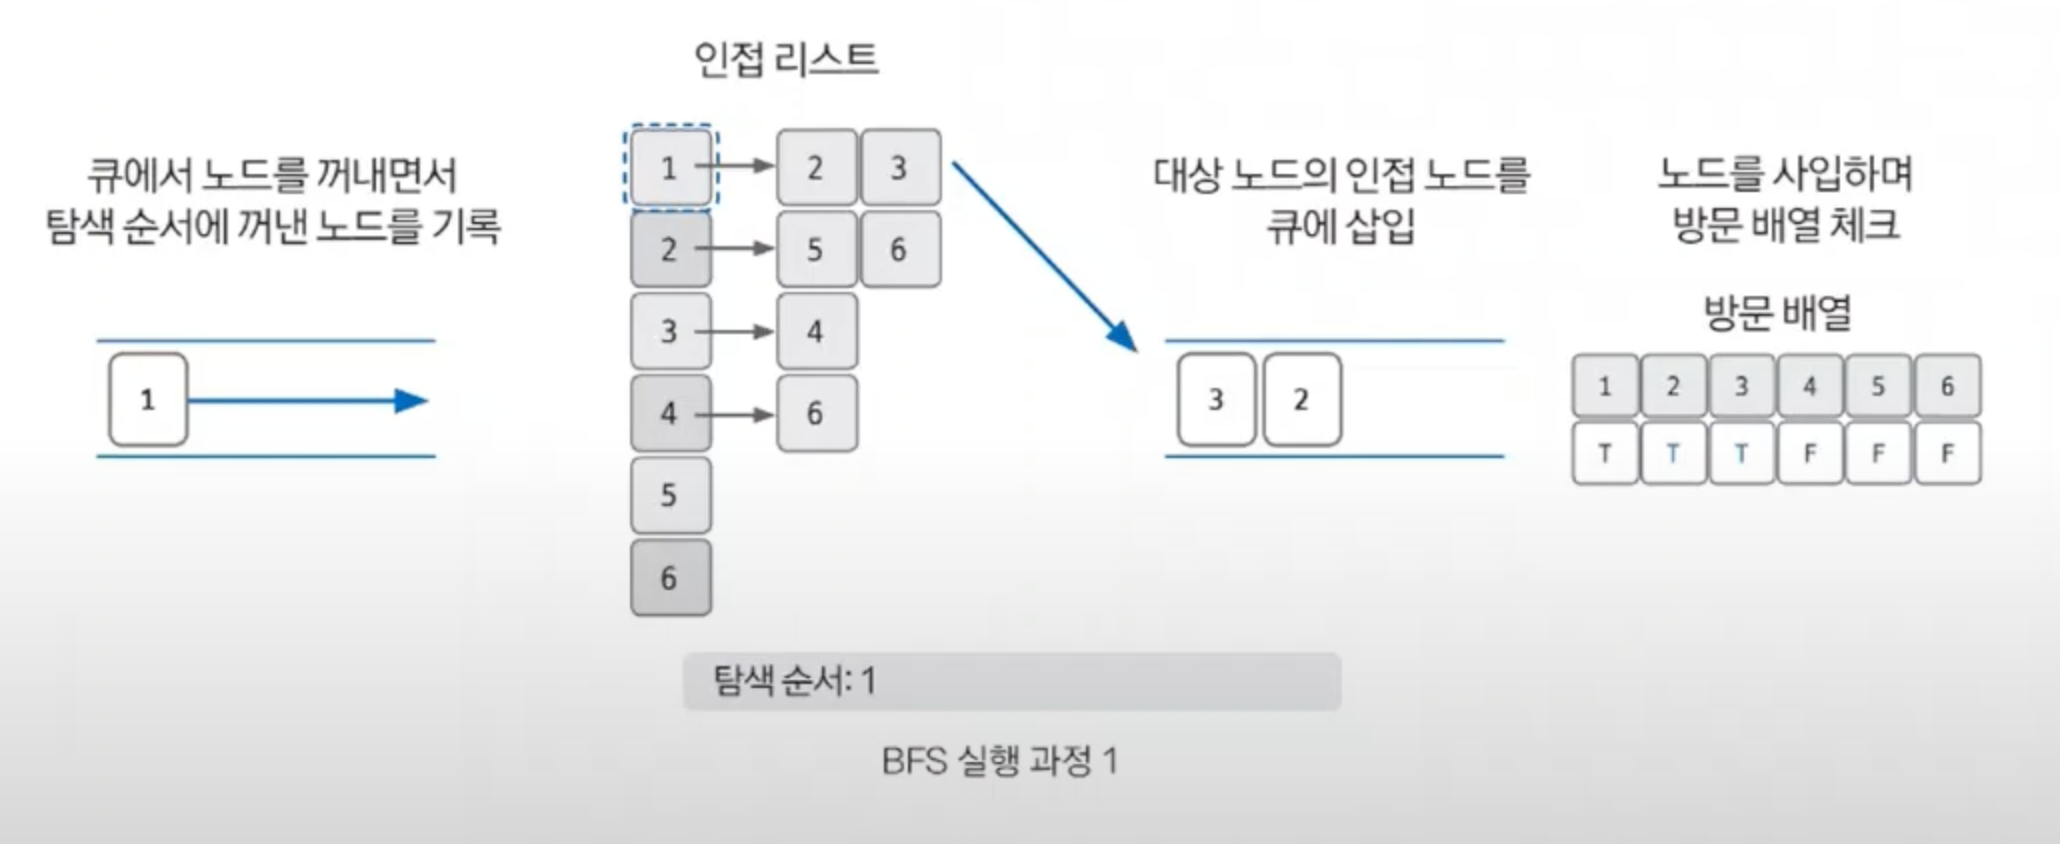 인접 리스트
큐에서 노드를 꺼내면서
탐색 순서에 꺼낸 노드를 기록
1
1 2 3
2 5 6
3 4
4 6
5
6
대상 노드의 인접 노드를
큐에 삽입
3 2
노드를 사입하며
방문 배열 체크
방문 배열
1 2 3 4 5 6
T T T F F F
탐색 순서: 1
BFS 실행 과정 1